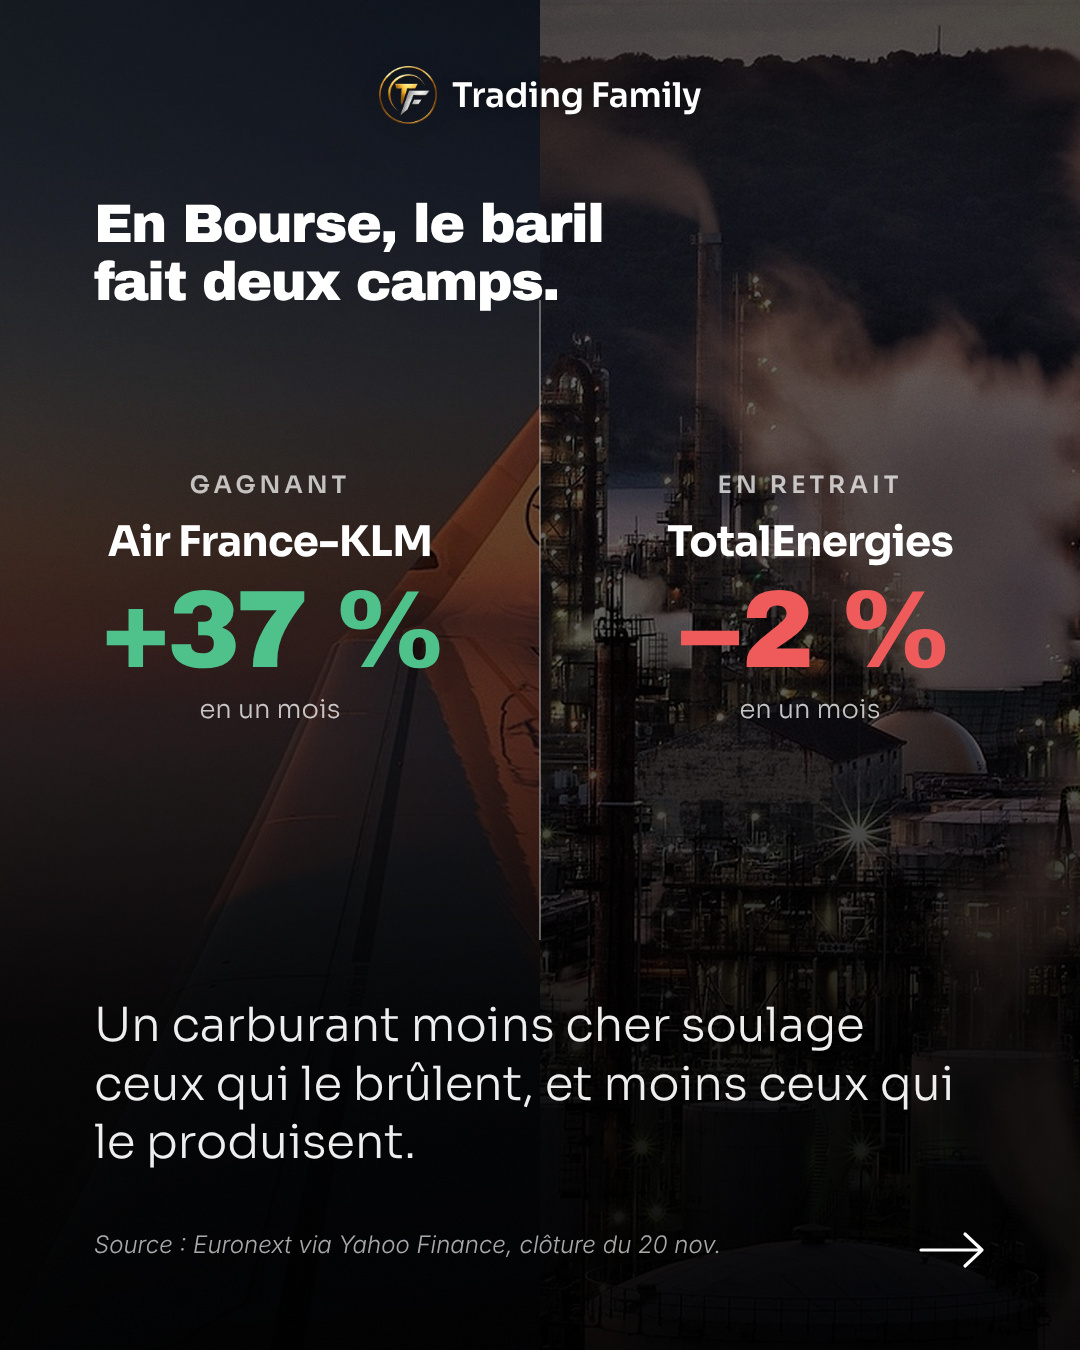 Trading Family
En Bourse, le baril
fait deux camps.
GAGNANT
Air France-KLM
+37 %
en un mois
EN RETRAIT
TotalEnergies
–2 %
en un mois
Un carburant moins cher soulage
ceux qui le brûlent, et moins ceux qui
le produisent.
Source : Euronext via Yahoo Finance, clôture du 20 nov.